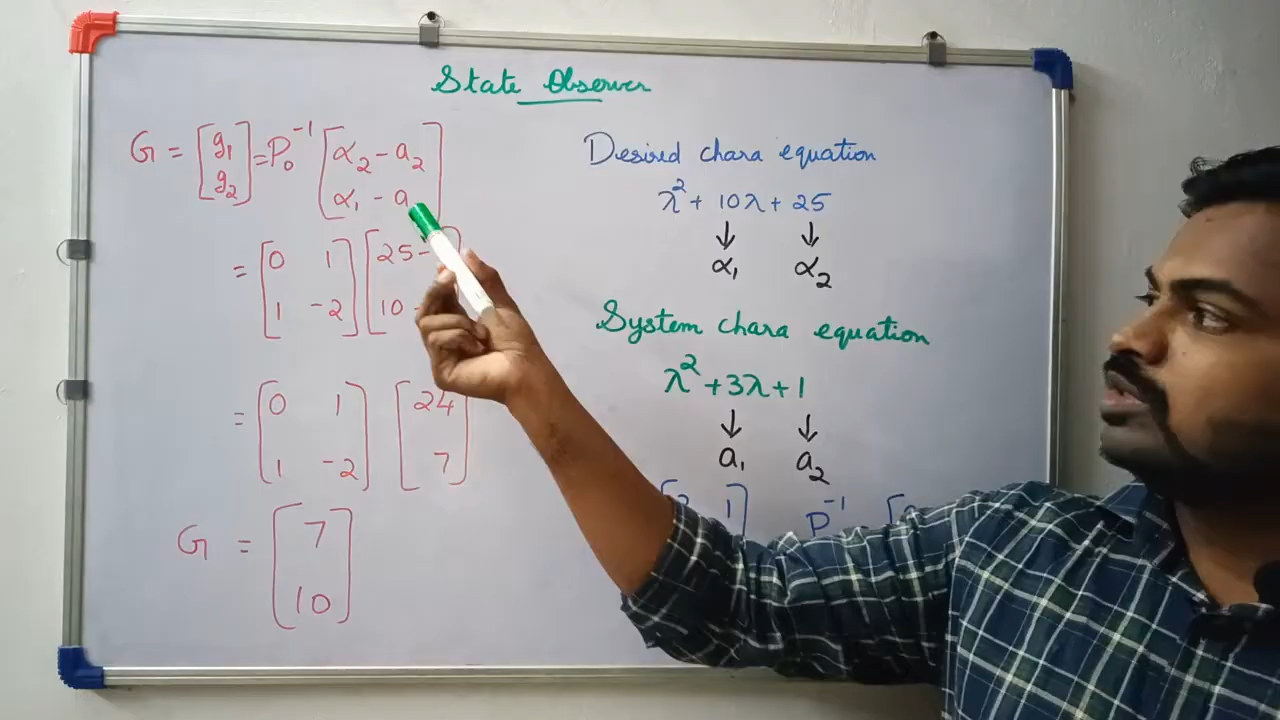 State Observer
G = [g₁ = P₀⁻¹ [α₂ - a₂]
g₂]
[α₁ - a
= [0 1] [25 -
[1 -2] [10 -
= [0 1] [24]
[1 -2] [7]
G = [7]
[10]
Desired chara equation
λ² + 10λ + 25
↓ ↓
α₁ α₂
System chara equation
λ² + 3λ + 1
↓ ↓
a₁ a₂
1] P⁻¹ [